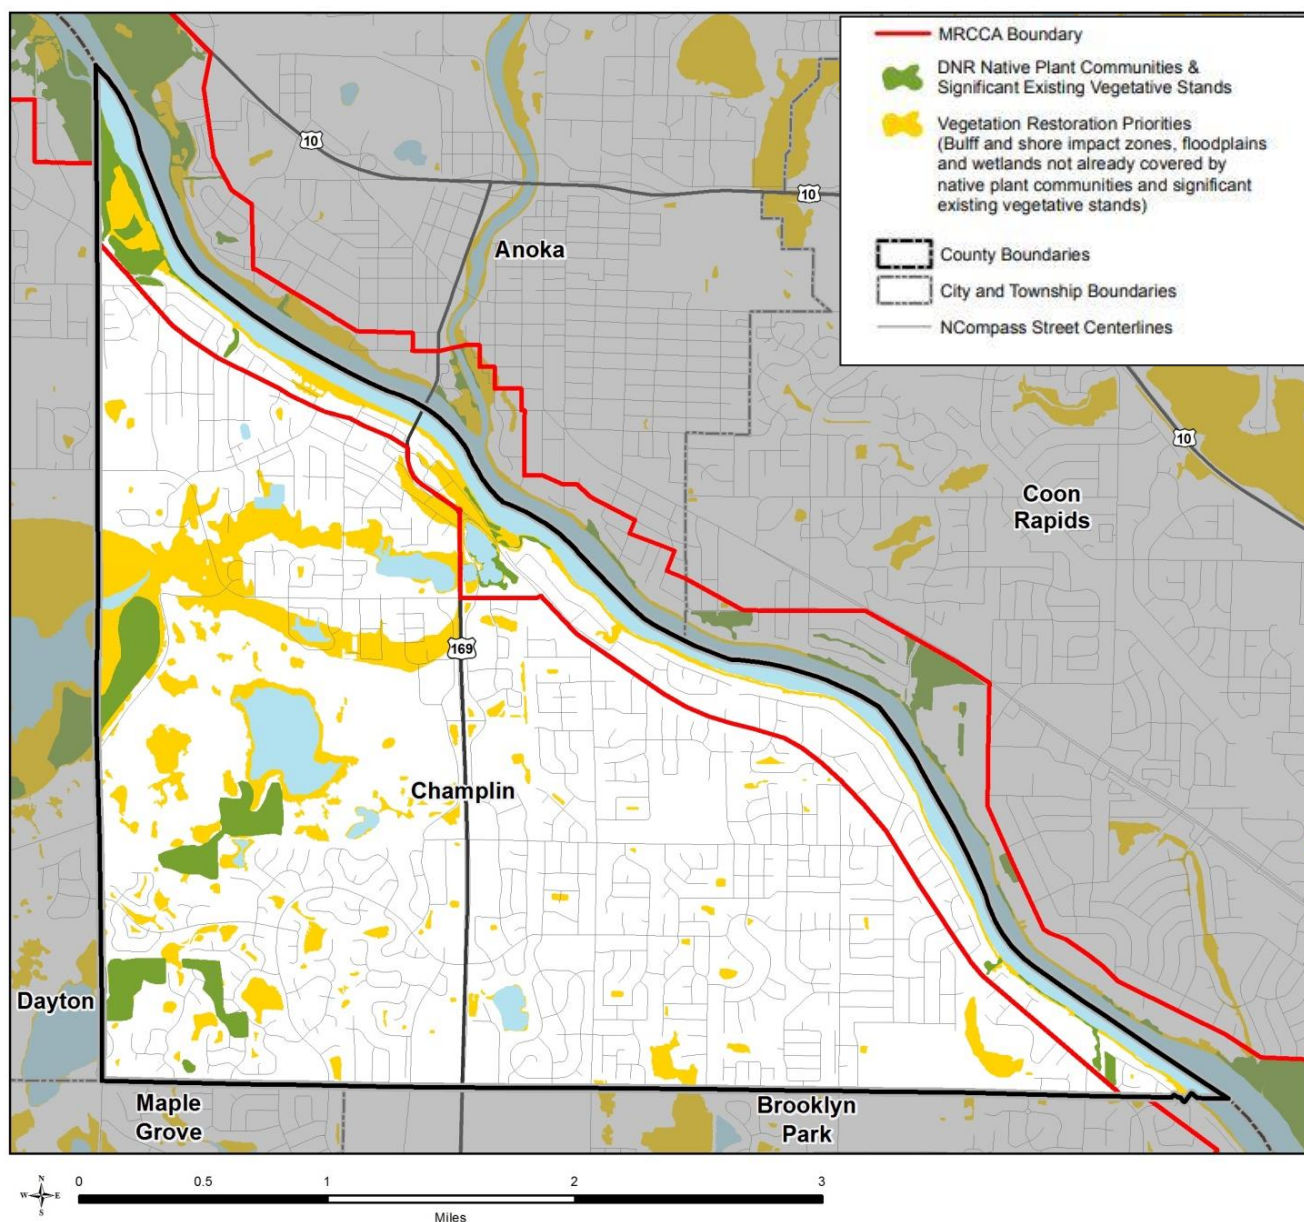 MRCCA Boundary
DNR Native Plant Communities &
Significant Existing Vegetative Stands
Vegetation Restoration Priorities
(Bulff and shore impact zones, floodplains
and wetlands not already covered by
native plant communities and significant
existing vegetative stands)
County Boundaries
City and Township Boundaries
NCompass Street Centerlines
10
10
Anoka
10
Coon
Rapids
169
Champlin
Dayton
Maple
Grove
Brooklyn
Park
N
W E
S
0 0.5 1 2 3
Miles